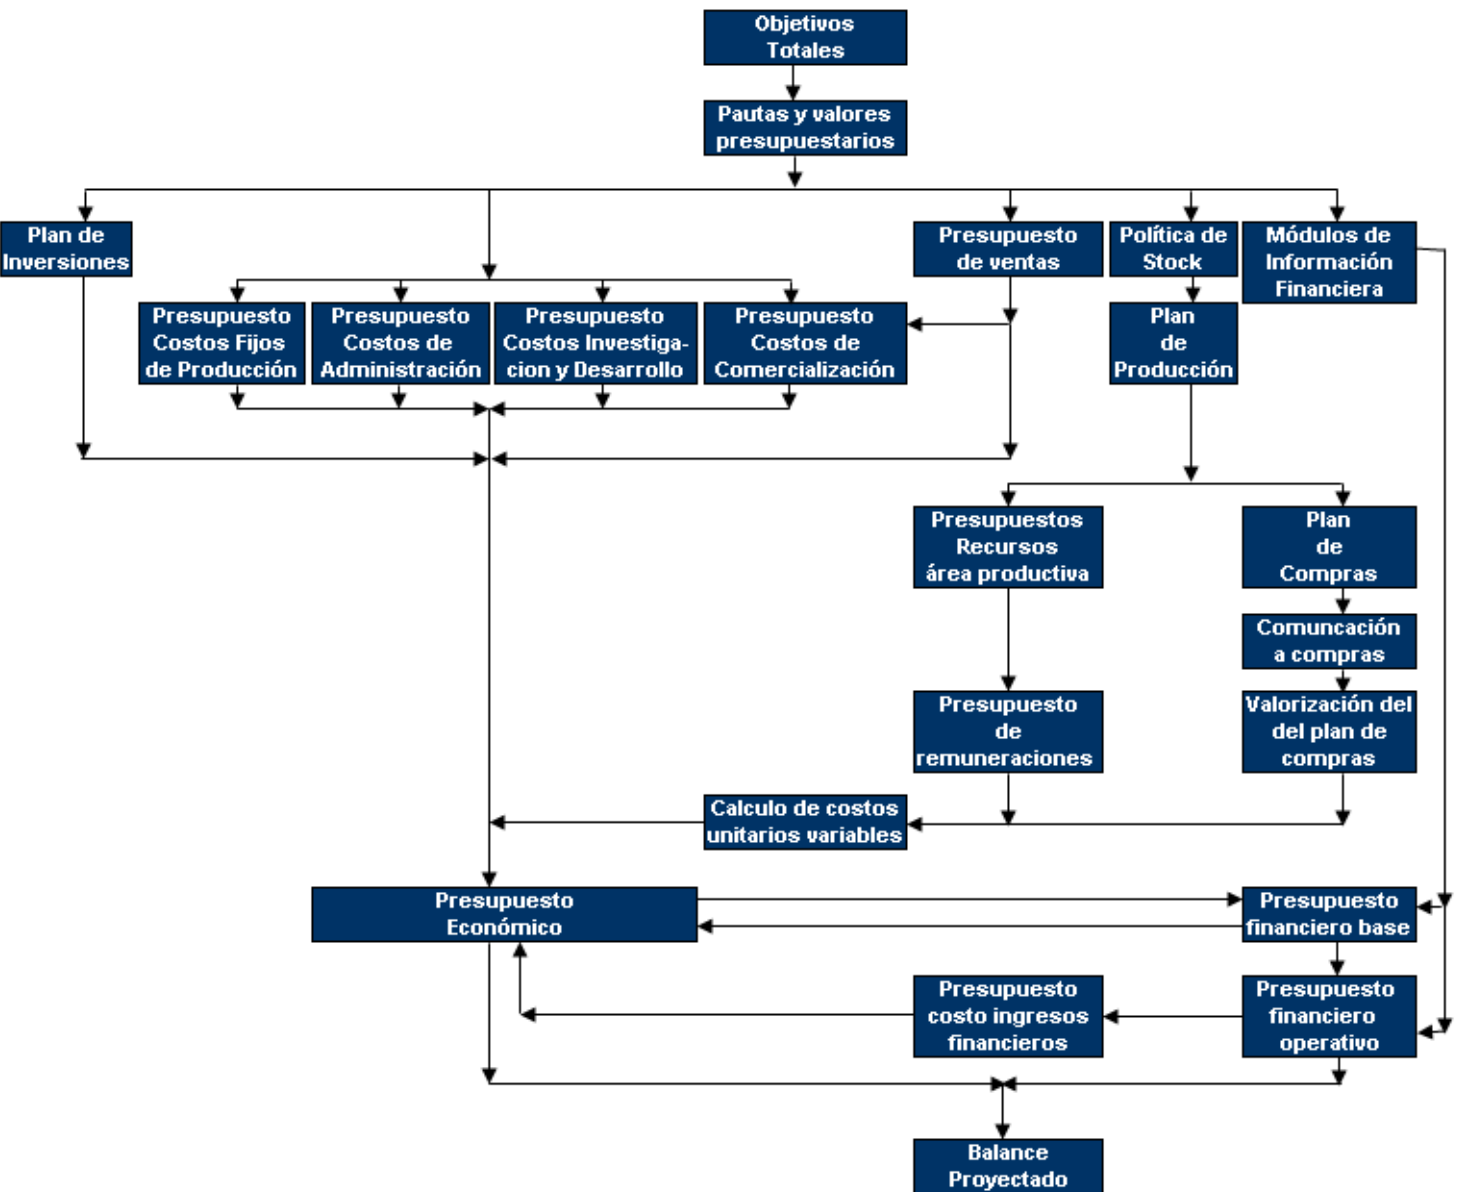 Objetivos
Totales
Pautas y valores
presupuestarios
Plan de
Inversiones
Presupuesto
de ventas
Política de
Stock
Módulos de
Información
Financiera
Presupuesto
Costos Fijos
de Producción
Presupuesto
Costos de
Administración
Presupuesto
Costos Investiga-
cion y Desarrollo
Presupuesto
Costos de
Comercialización
Plan
de
Producción
Presupuestos
Recursos
área productiva
Plan
de
Compras
Comuncación
a compras
Presupuesto
de
remuneraciones
Valorización del
del plan de
compras
Calculo de costos
unitarios variables
Presupuesto
Económico
Presupuesto
financiero base
Presupuesto
costo ingresos
financieros
Presupuesto
financiero
operativo
Balance
Proyectado